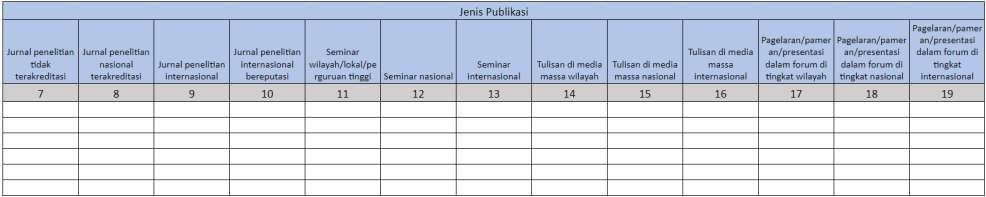 Jenis Publikasi
Jurnal penelitian
tidak
terakreditasi
Jurnal penelitian
nasional
terakreditasi
Jurnal penelitian
internasional
Jurnal penelitian
internasional
bereputasi
Seminar
wilayah/lokal/pe
rguruan tinggi
Seminar nasional
Seminar
internasional
Tulisan di media
massa wilayah
Tulisan di media
massa nasional
Tulisan di media
massa
internasional
Pagelaran/pamer
an/presentasi
dalam forum di
tingkat wilayah
Pagelaran/pamer
an/presentasi
dalam forum di
tingkat nasional
Pagelaran/pamer
an/presentasi
dalam forum di
tingkat
internasional
7 8 9 10 11 12 13 14 15 16 17 18 19